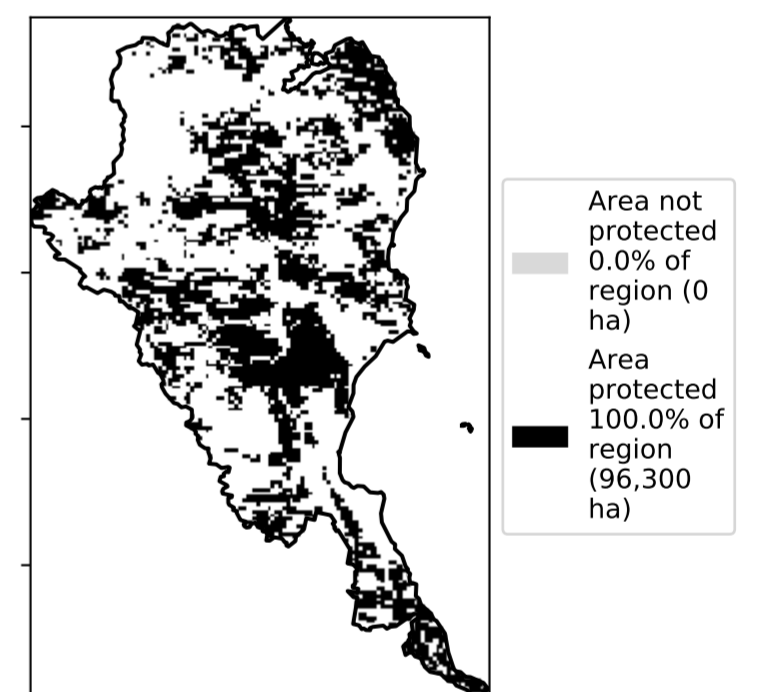 Area not
protected
0.0% of
region (0
ha)
Area
protected
100.0% of
region
(96,300
ha)